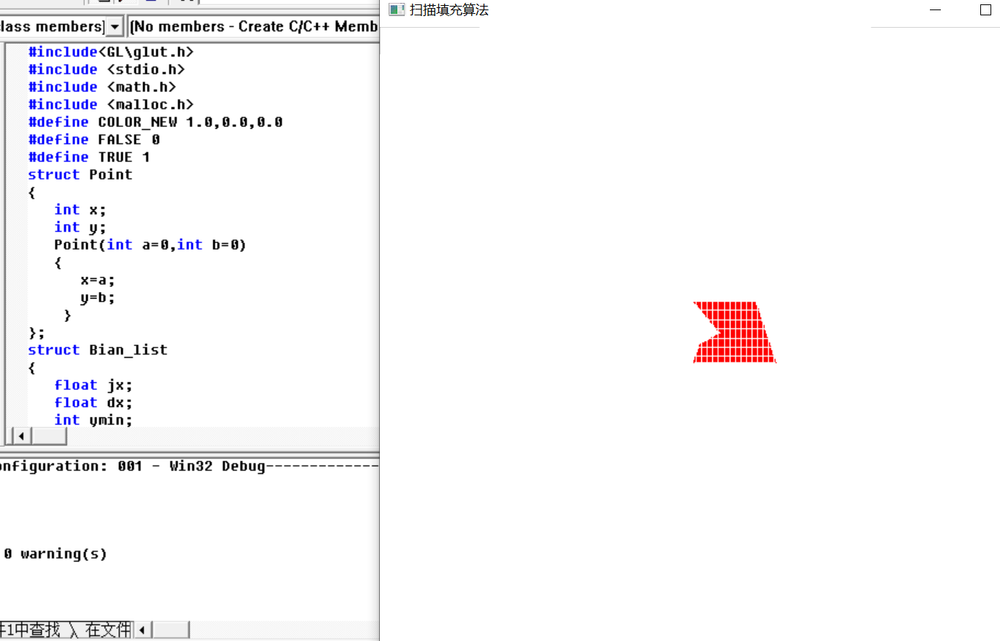 lass members]
(No members - Create C/C++ Memb
#include<GL\glut.h>
#include <stdio.h>
#include <math.h>
#include <malloc.h>
#define COLOR_NEW 1.0,0.0,0.0
#define FALSE 0
#define TRUE 1
struct Point
{
int x;
int y;
Point(int a=0,int b=0)
{
x=a;
y=b;
}
};
struct Bian_list
{
float jx;
float dx;
int ymin;
onfiguration: 001 - Win32 Debug-------------
0 warning(s)
件1中查找 \ 在文件
扫描填充算法